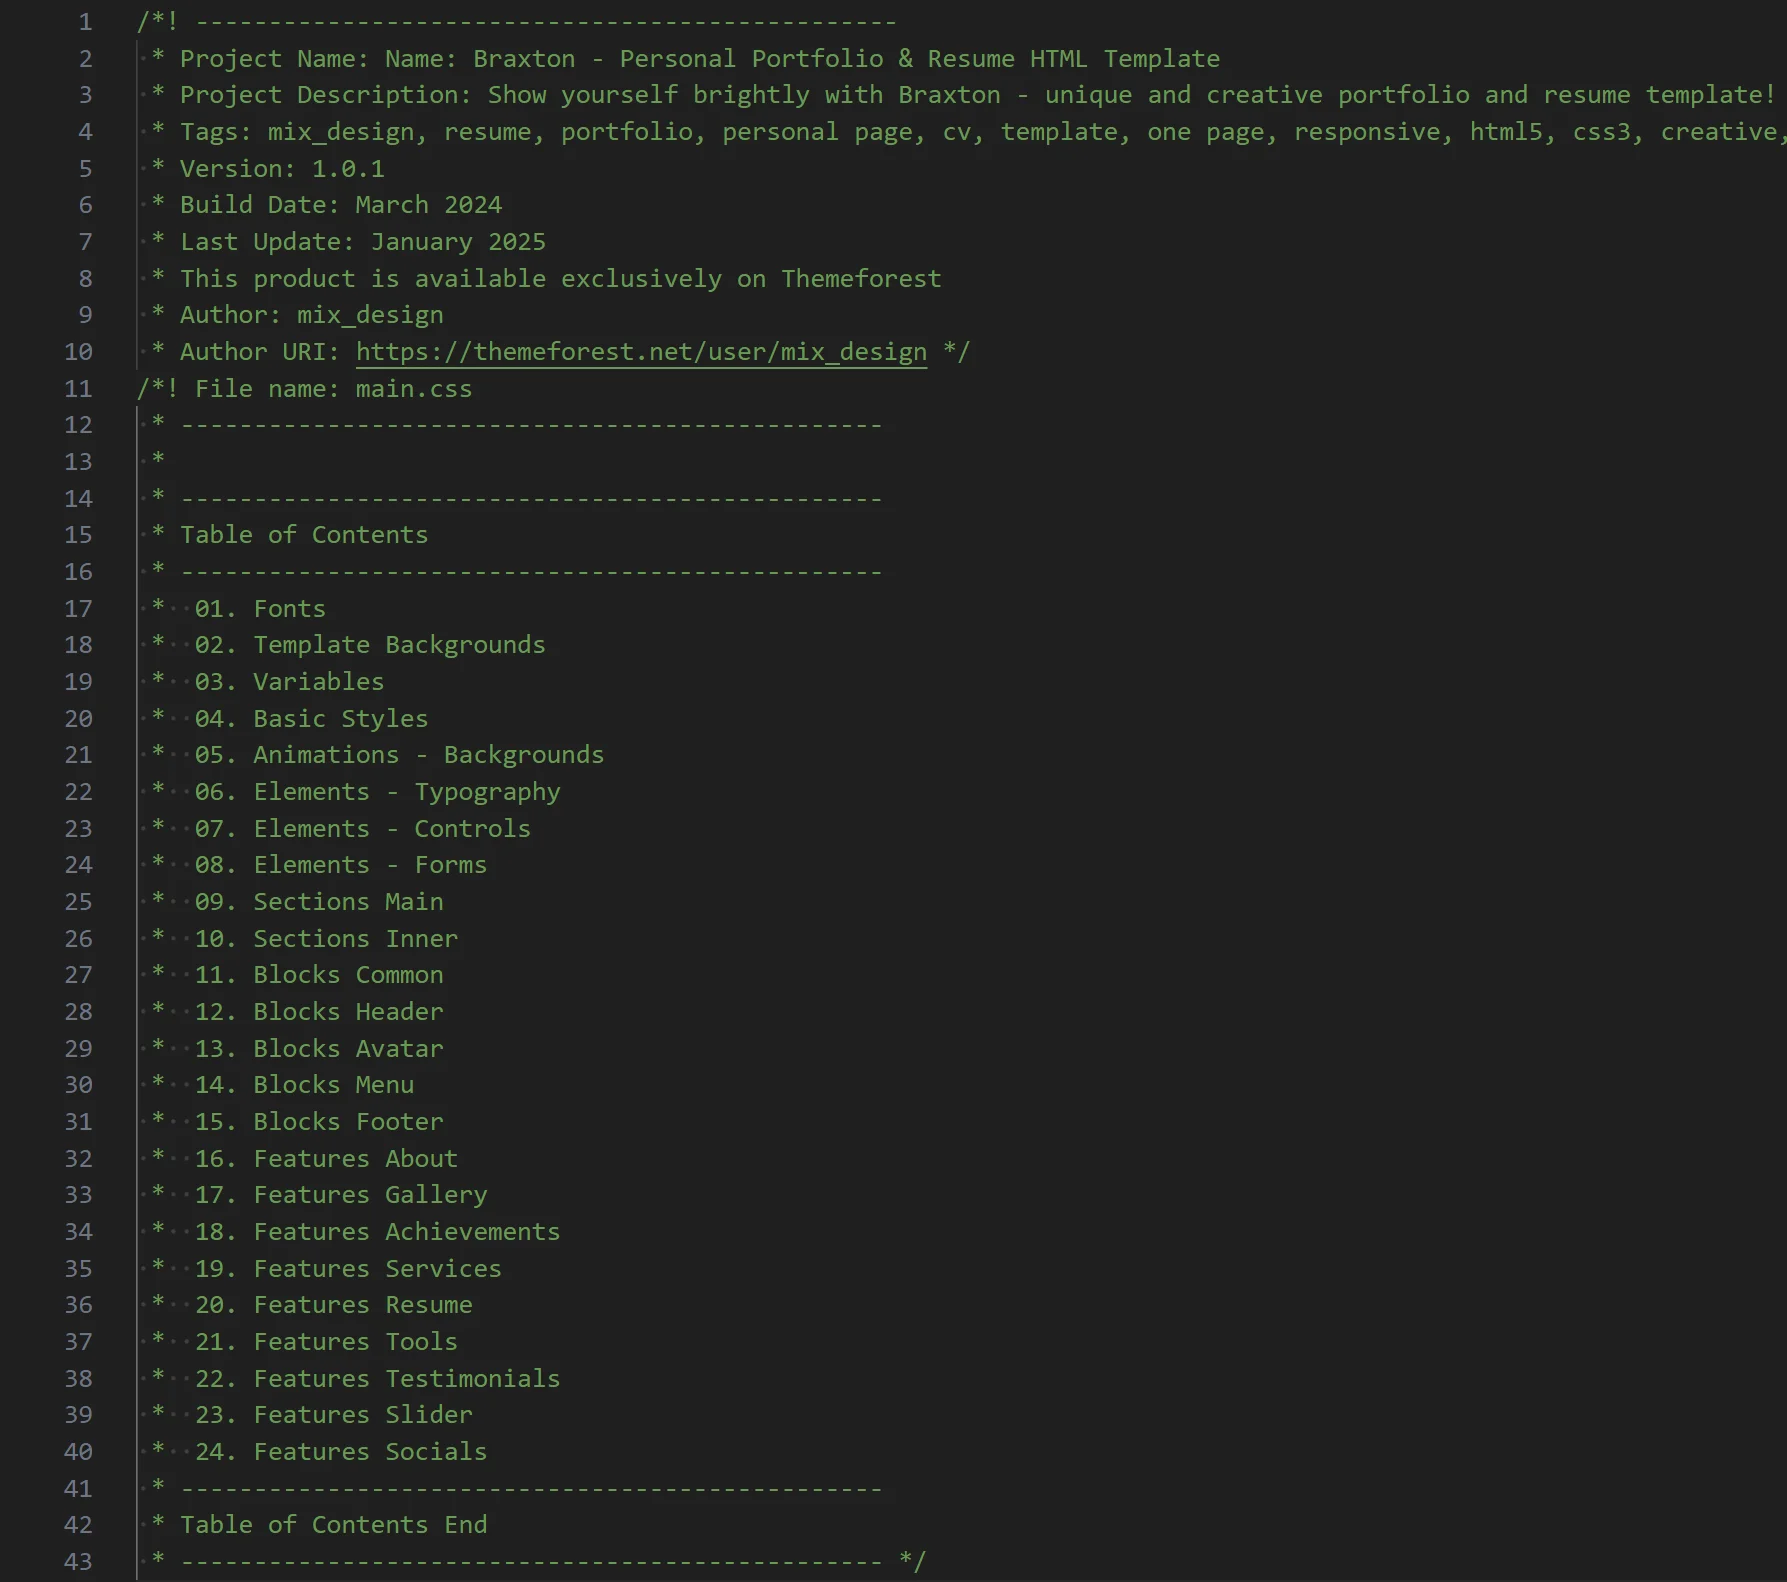 1 /*! ------------------------------------------------
2 * Project Name: Name: Braxton - Personal Portfolio & Resume HTML Template
3 * Project Description: Show yourself brightly with Braxton - unique and creative portfolio and resume template!
4 * Tags: mix_design, resume, portfolio, personal page, cv, template, one page, responsive, html5, css3, creative,
5 * Version: 1.0.1
6 * Build Date: March 2024
7 * Last Update: January 2025
8 * This product is available exclusively on Themeforest
9 * Author: mix_design
10 * Author URI: https://themeforest.net/user/mix_design */
11 /*! File name: main.css
12 * ------------------------------------------------
13 *
14 * ------------------------------------------------
15 * Table of Contents
16 * ------------------------------------------------
17 *  01. Fonts
18 *  02. Template Backgrounds
19 *  03. Variables
20 *  04. Basic Styles
21 *  05. Animations - Backgrounds
22 *  06. Elements - Typography
23 *  07. Elements - Controls
24 *  08. Elements - Forms
25 *  09. Sections Main
26 *  10. Sections Inner
27 *  11. Blocks Common
28 *  12. Blocks Header
29 *  13. Blocks Avatar
30 *  14. Blocks Menu
31 *  15. Blocks Footer
32 *  16. Features About
33 *  17. Features Gallery
34 *  18. Features Achievements
35 *  19. Features Services
36 *  20. Features Resume
37 *  21. Features Tools
38 *  22. Features Testimonials
39 *  23. Features Slider
40 *  24. Features Socials
41 * ------------------------------------------------
42 * Table of Contents End
43 * ------------------------------------------------ */